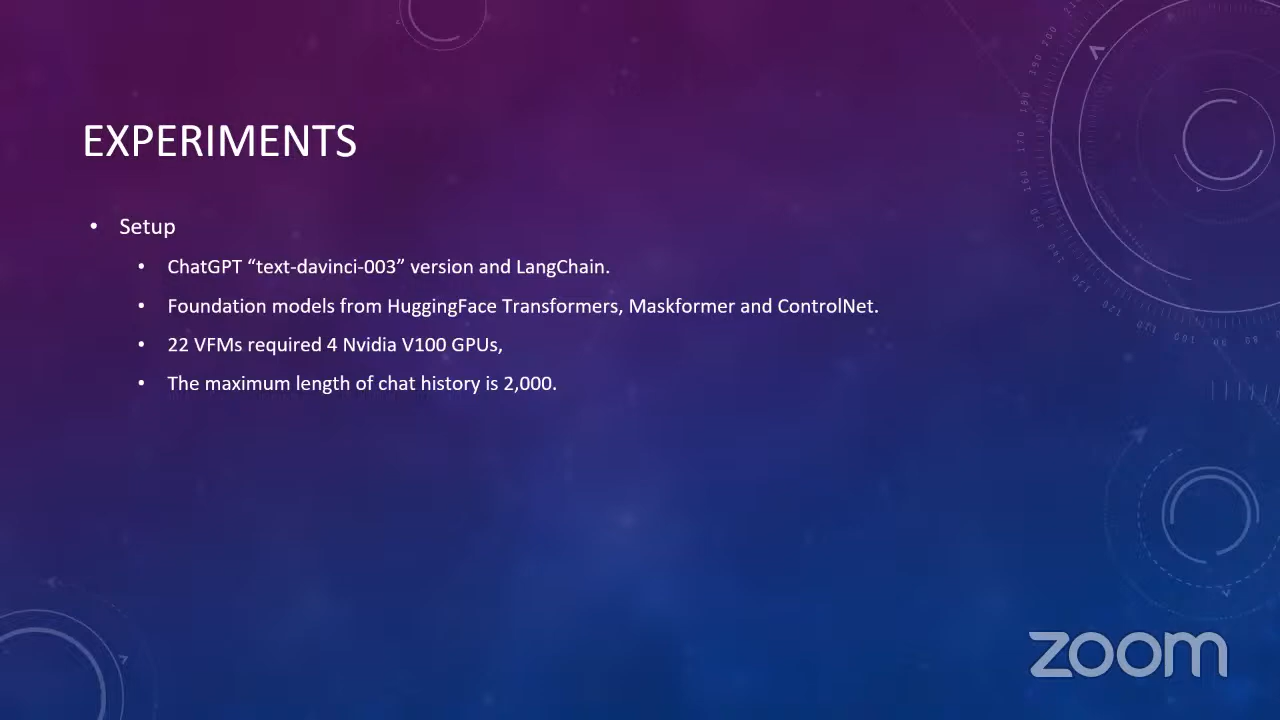 EXPERIMENTS
• Setup
• ChatGPT “text-davinci-003” version and LangChain.
• Foundation models from HuggingFace Transformers, Maskformer and ControlNet.
• 22 VFMs required 4 Nvidia V100 GPUs,
• The maximum length of chat history is 2,000.
zoom